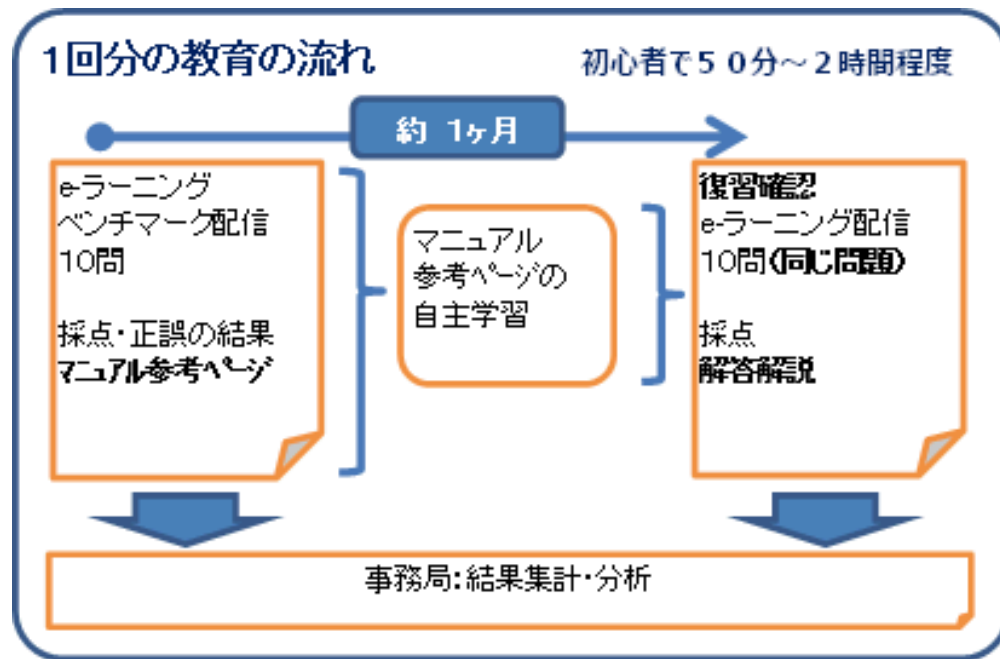 1回分の教育の流れ
初心者で５０分～２時間程度
約 1ヶ月
e-ラーニング
ベンチマーク配信
10問
採点・正誤の結果
マニュアル参考ページ
マニュアル
参考ページの
自主学習
復習確認
e-ラーニング配信
10問(同じ問題)
採点
解答解説
事務局:結果集計・分析